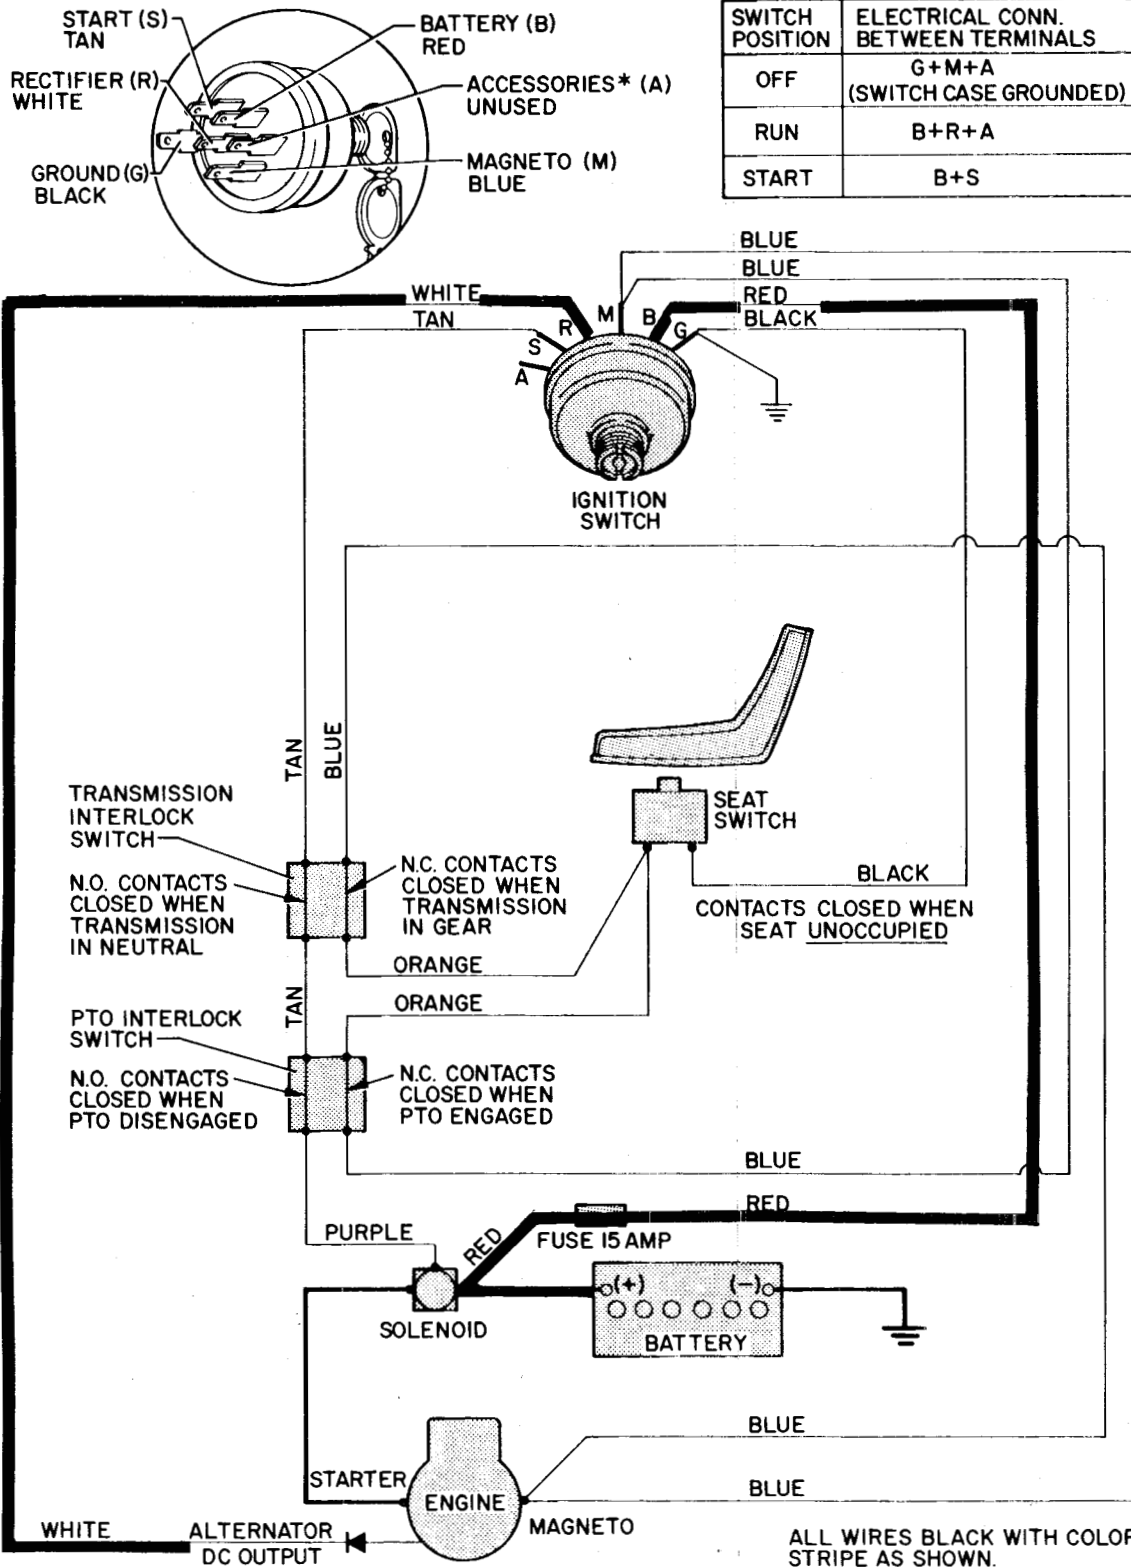 START (S)
TAN
BATTERY (B)
RED
RECTIFIER (R)
WHITE
ACCESSORIES* (A)
UNUSED
GROUND (G)
BLACK
MAGNETO (M)
BLUE
SWITCH
POSITION
ELECTRICAL CONN.
BETWEEN TERMINALS
OFF
G+M+A
(SWITCH CASE GROUNDED)
RUN
B+R+A
START
B+S
BLUE
BLUE
WHITE
RED
TAN
BLACK
R
M
B
G
S
A
IGNITION
SWITCH
TAN
BLUE
TRANSMISSION
INTERLOCK
SWITCH
SEAT
SWITCH
N.O. CONTACTS
CLOSED WHEN
TRANSMISSION
IN NEUTRAL
N.C. CONTACTS
CLOSED WHEN
TRANSMISSION
IN GEAR
BLACK
CONTACTS CLOSED WHEN
SEAT UNOCCUPIED
ORANGE
ORANGE
TAN
PTO INTERLOCK
SWITCH
N.O. CONTACTS
CLOSED WHEN
PTO DISENGAGED
N.C. CONTACTS
CLOSED WHEN
PTO ENGAGED
BLUE
RED
PURPLE
RED
FUSE 15 AMP
(+)
(-)
SOLENOID
BATTERY
BLUE
STARTER
ENGINE
BLUE
MAGNETO
WHITE
ALTERNATOR
DC OUTPUT
ALL WIRES BLACK WITH COLOR
STRIPE AS SHOWN.